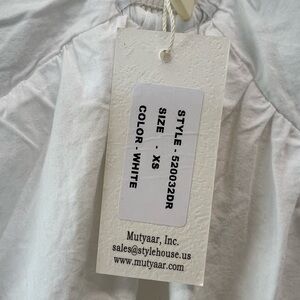 STYLE - 520032DR
SIZE - XS
COLOR - WHITE
Mutyaar, Inc.
sales@stylehouse.us
www.mutyaar.com